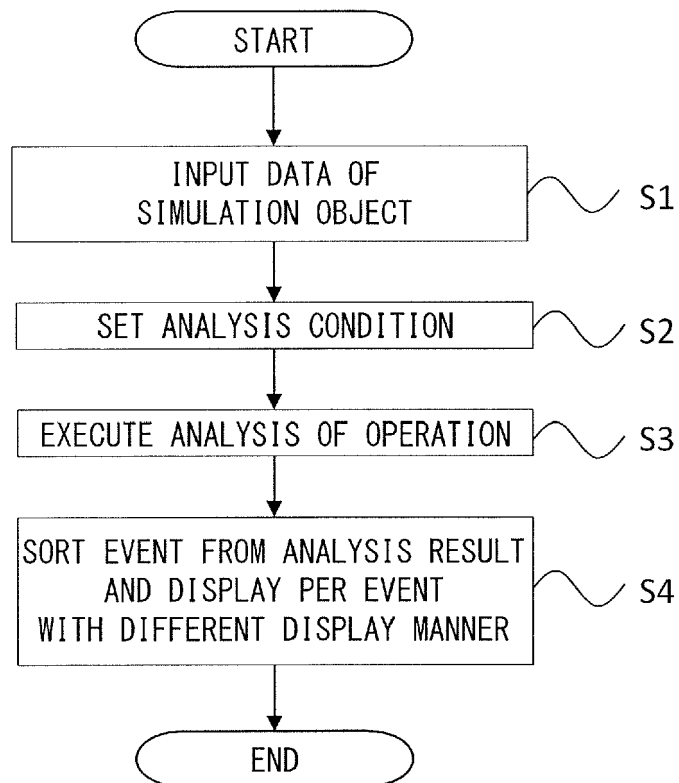 START
INPUT DATA OF
SIMULATION OBJECT
S1
SET ANALYSIS CONDITION
S2
EXECUTE ANALYSIS OF OPERATION
S3
SORT EVENT FROM ANALYSIS RESULT
AND DISPLAY PER EVENT
WITH DIFFERENT DISPLAY MANNER
S4
END